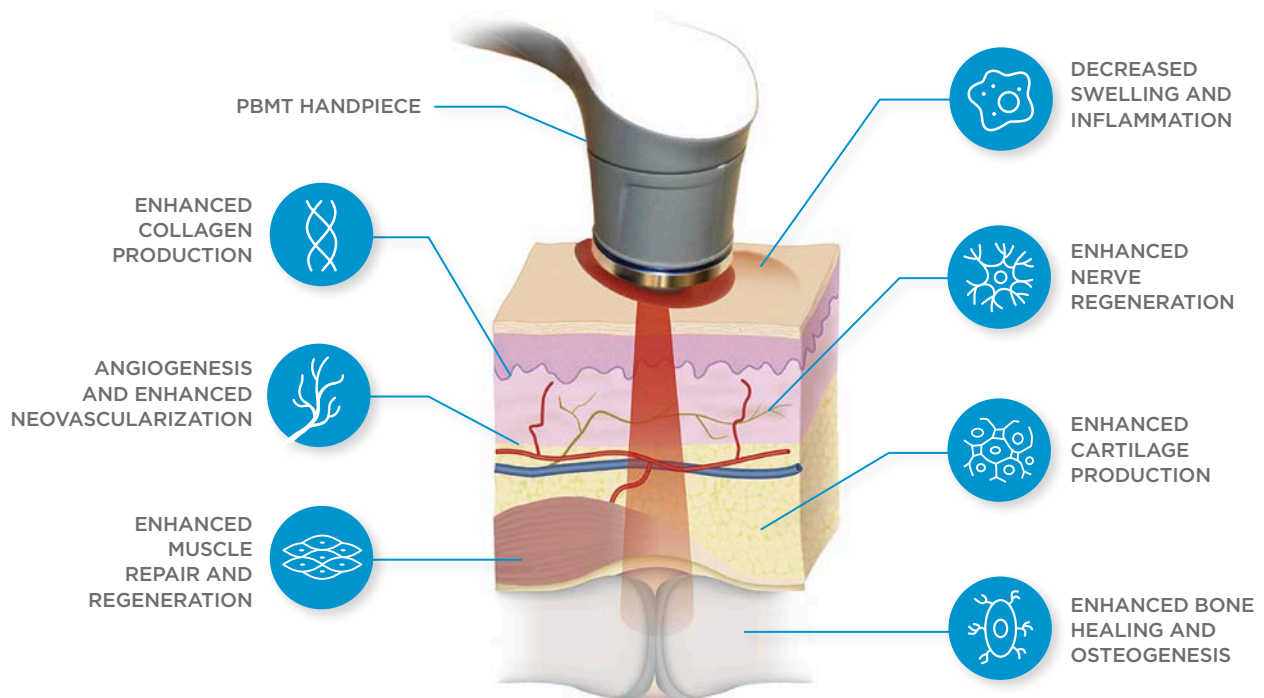 PBMT HANDPIECE
ENHANCED
COLLAGEN
PRODUCTION
ANGIOGENESIS
AND ENHANCED
NEOVASCULARIZATION
ENHANCED
MUSCLE
REPAIR AND
REGENERATION
DECREASED
SWELLING AND
INFLAMMATION
ENHANCED
NERVE
REGENERATION
ENHANCED
CARTILAGE
PRODUCTION
ENHANCED BONE
HEALING AND
OSTEOGENESIS